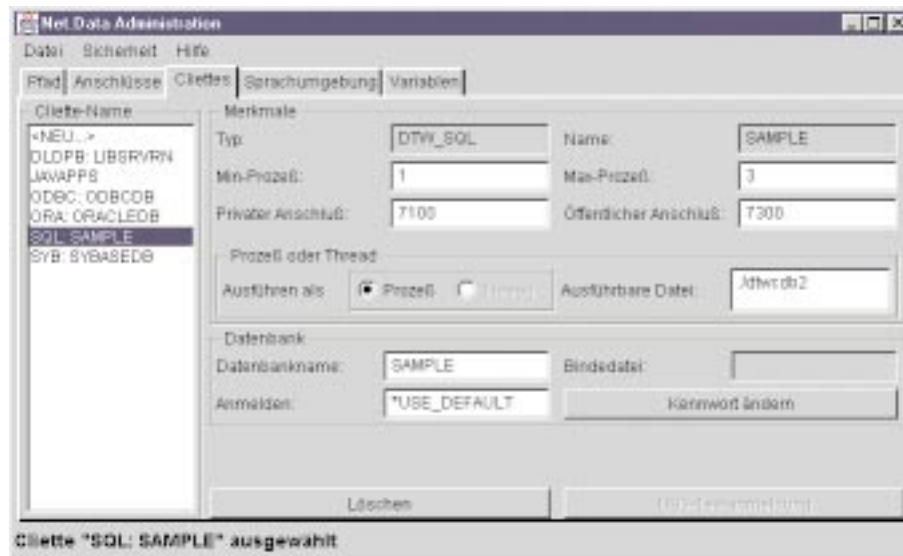 Net.Data Administration
Datei Sicherheit Hilfe
Pfad Anschlüsse Cliettes Sprachumgebung Variablen
Cliette-Name
<NEU...>
DLDPB: LIBSRVRN
JAVAPPS
ODBC: ODBCDB
ORA: ORACLEDB
SQL: SAMPLE
SYB: SYBASEDB
Merkmale
Typ: DTW_SQL Name: SAMPLE
Min-Prozeß: 1 Max-Prozeß: 3
Privater Anschluß: 7100 Öffentlicher Anschluß: 7300
Prozeß oder Thread
Ausführen als Prozeß Thread Ausführbare Datei: ./dtwcdb2
Datenbank
Datenbankname: SAMPLE Bindedatei:
Anmelden: *USE_DEFAULT Kennwort ändern
Löschen
Cliette "SQL: SAMPLE" ausgewählt